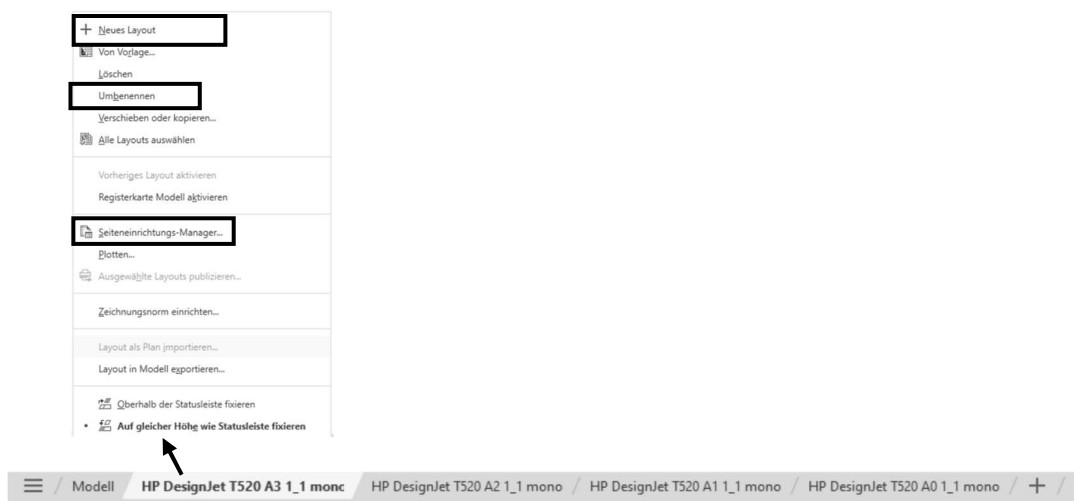 Neues Layout
Von Vorlage...
Löschen
Umbenennen
Verschieben oder kopieren...
Alle Layouts auswählen
Vorheriges Layout aktivieren
Registerkarte Modell aktivieren
Seiteneinrichtungs-Manager...
Plotten...
Ausgewählte Layouts publizieren...
Zeichnungsnorm einrichten...
Layout als Plan importieren...
Layout in Modell exportieren...
Oberhalb der Statusleiste fixieren
• Auf gleicher Höhe wie Statusleiste fixieren
Modell / HP DesignJet T520 A3 1_1 monc HP DesignJet T520 A2 1_1 mono / HP DesignJet T520 A1 1_1 mono / HP DesignJet T520 A0 1_1 mono / + /